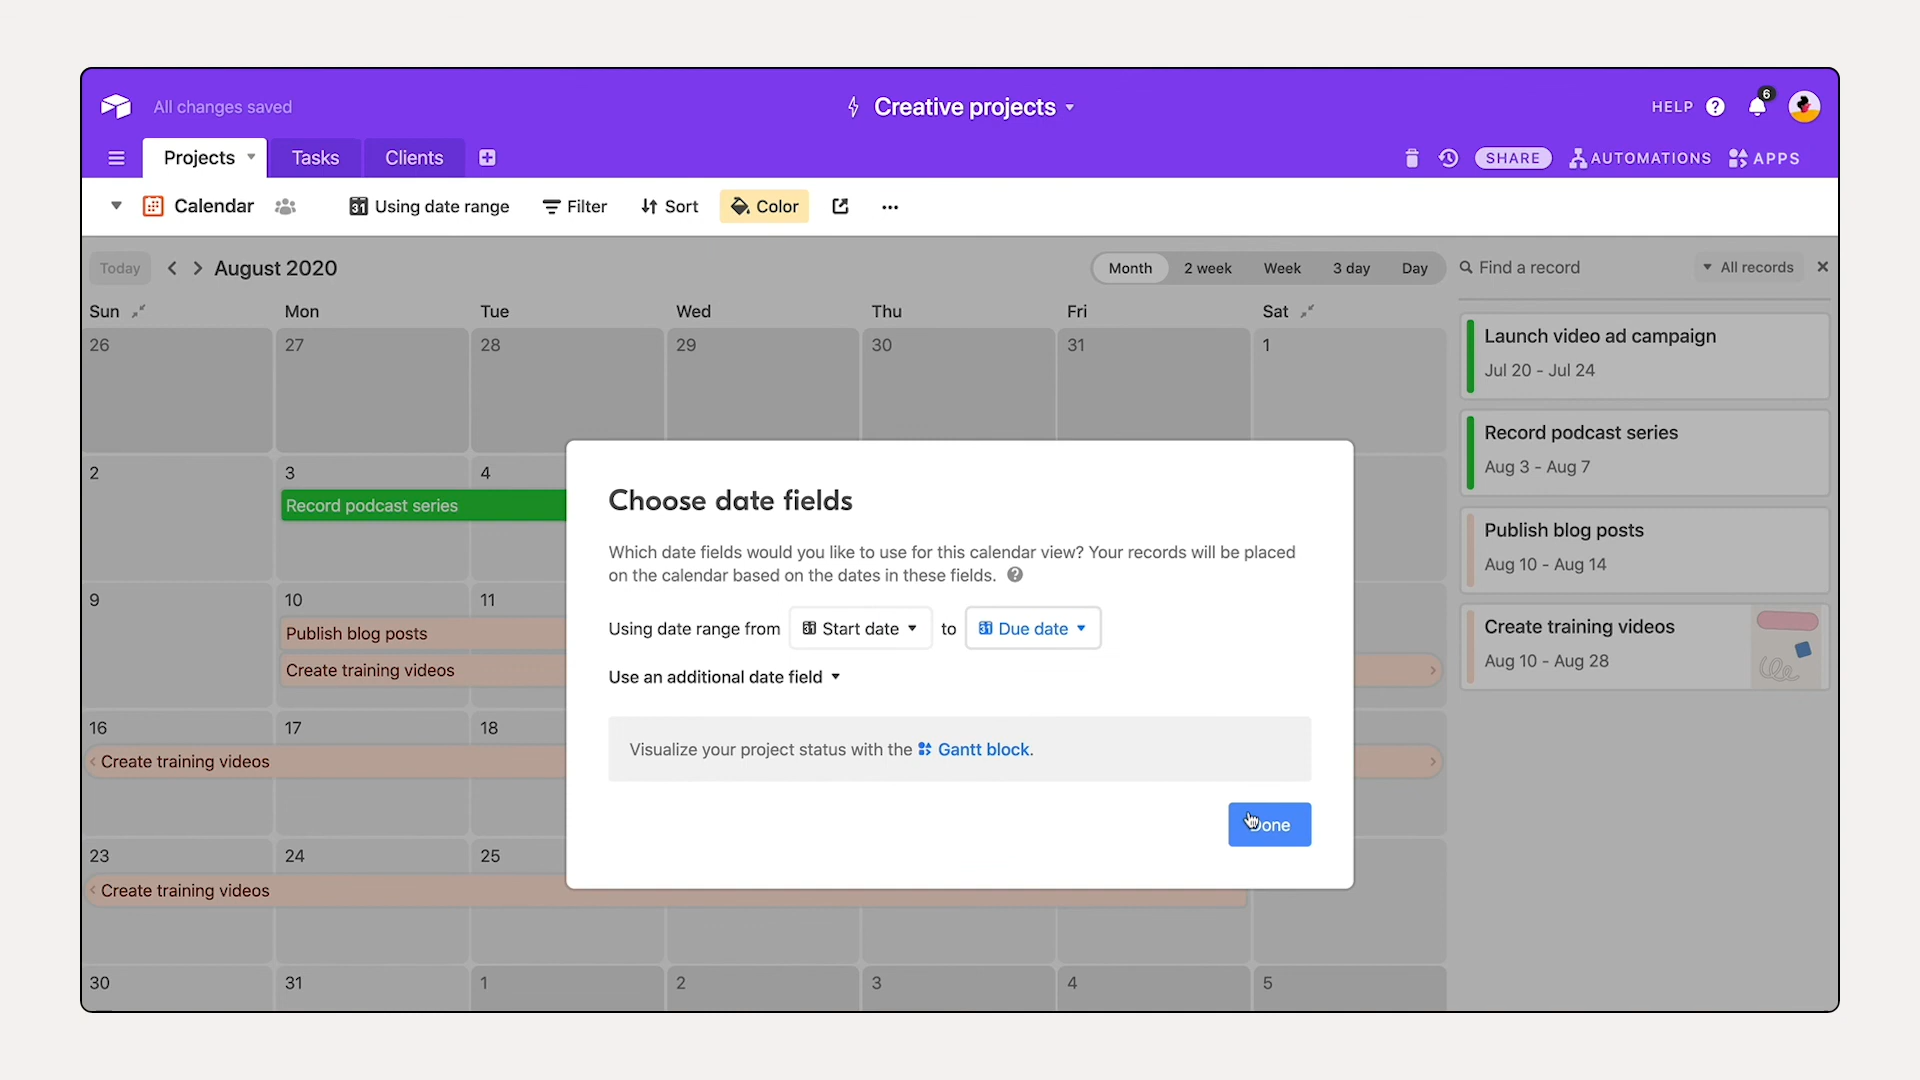 All changes saved
Creative projects
HELP
6
Projects
Tasks
Clients
SHARE
AUTOMATIONS
APPS
Calendar
31 Using date range
Filter
Sort
Color
Today
August 2020
Month
2 week
Week
3 day
Day
Find a record
All records
Sun
Mon
Tue
Wed
Thu
Fri
Sat
26
27
28
29
30
31
1
2
3
4
Record podcast series
9
10
11
Publish blog posts
Create training videos
16
17
18
Create training videos
23
24
25
Create training videos
30
31
1
2
3
4
5
Choose date fields
Which date fields would you like to use for this calendar view? Your records will be placed
on the calendar based on the dates in these fields.
Using date range from 31 Start date to 31 Due date
Use an additional date field
Visualize your project status with the Gantt block.
one
Launch video ad campaign
Jul 20 - Jul 24
Record podcast series
Aug 3 - Aug 7
Publish blog posts
Aug 10 - Aug 14
Create training videos
Aug 10 - Aug 28